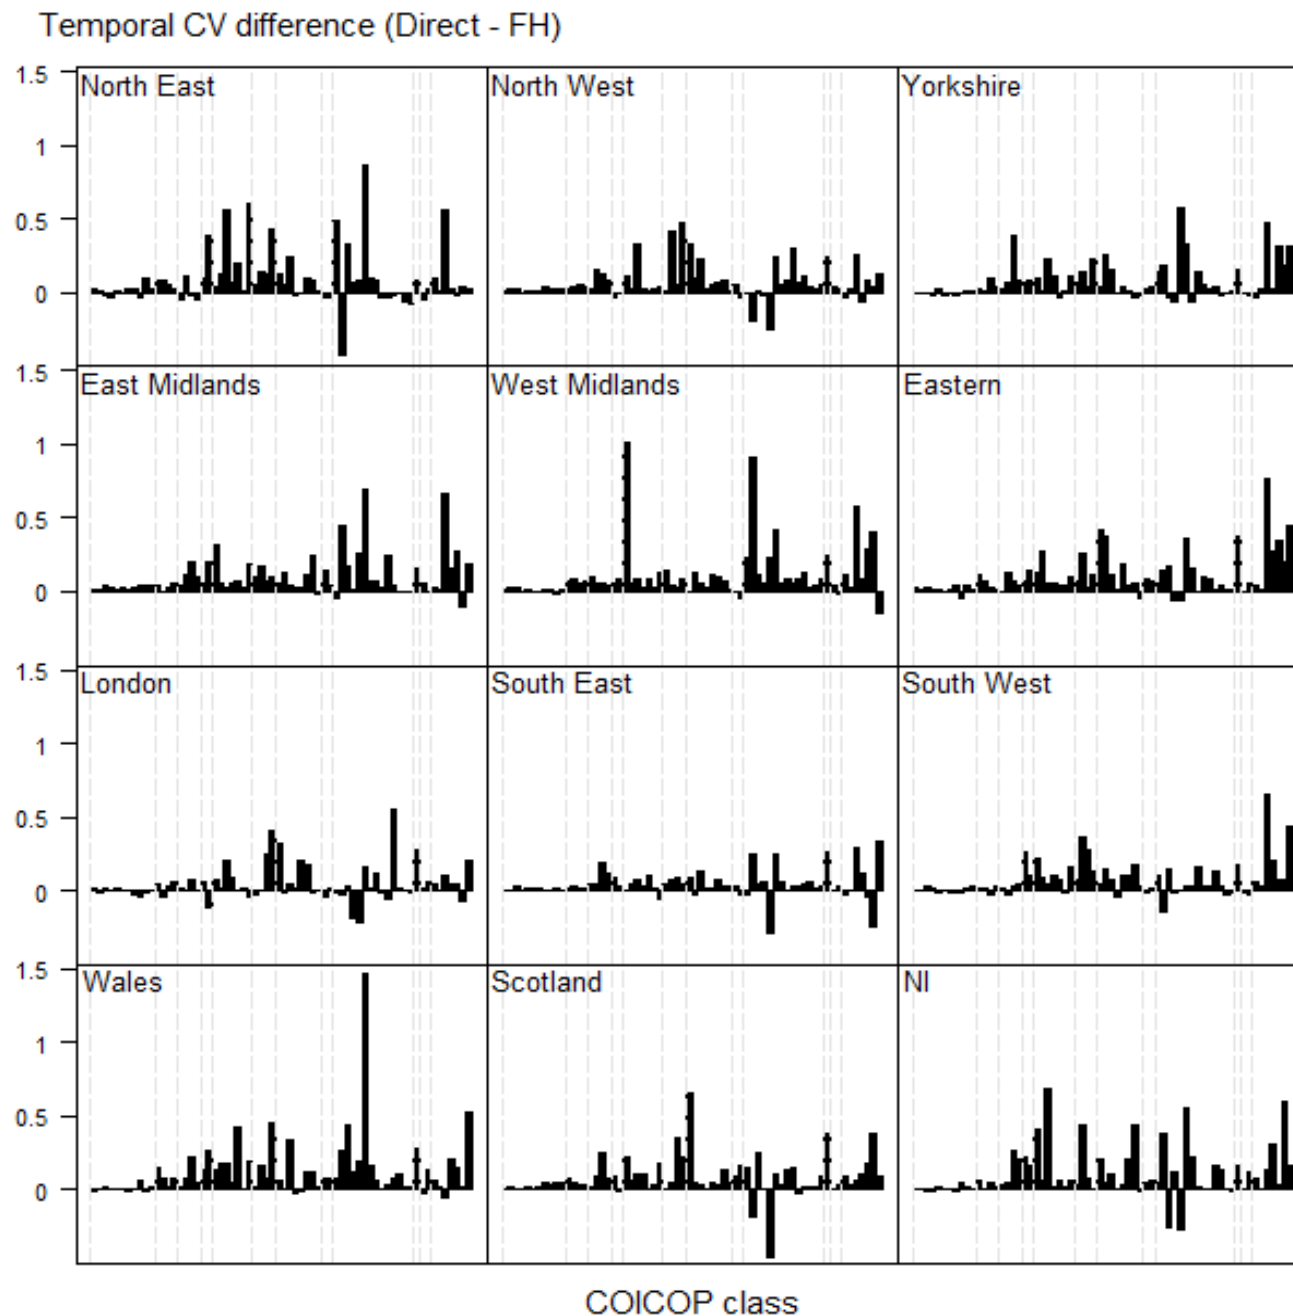 Temporal CV difference (Direct - FH)
1.5
North East
North West
Yorkshire
1
0.5
0
1.5
East Midlands
West Midlands
Eastern
1
0.5
0
1.5
London
South East
South West
1
0.5
0
1.5
Wales
Scotland
NI
1
0.5
0
COICOP class